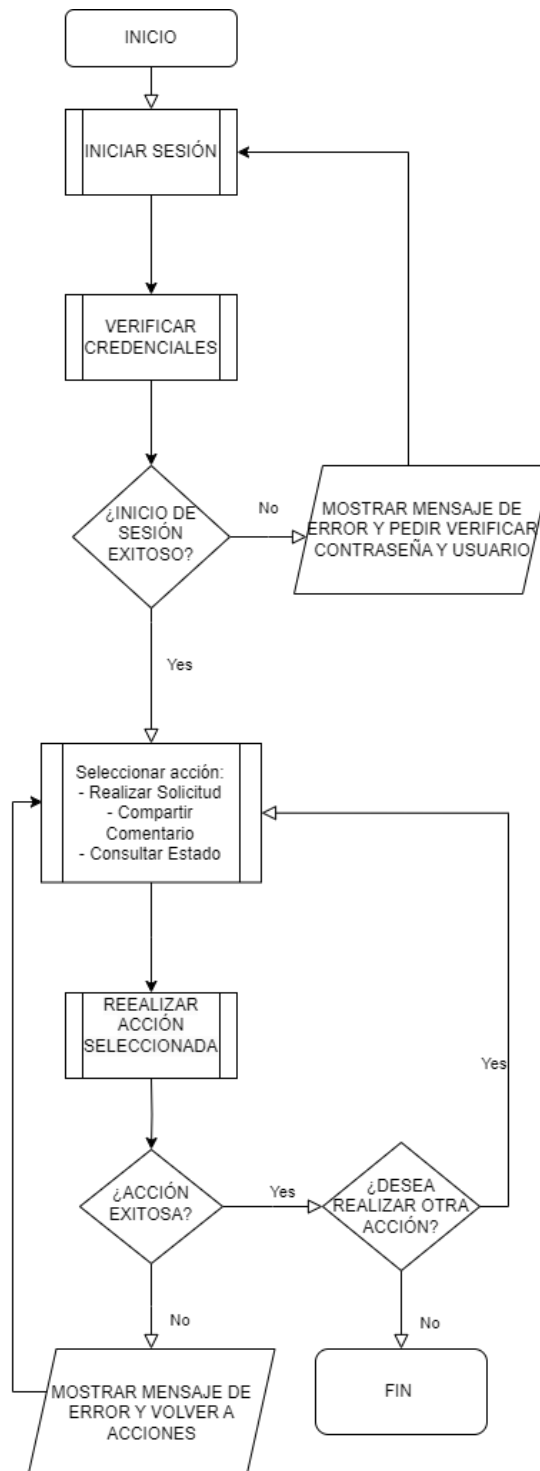 INICIO
INICIAR SESIÓN
VERIFICAR
CREDENCIALES
¿INICIO DE
SESIÓN
EXITOSO?
No
MOSTRAR MENSAJE DE
ERROR Y PEDIR VERIFICAR
CONTRASEÑA Y USUARIO
Yes
Seleccionar acción:
- Realizar Solicitud
- Compartir
Comentario
- Consultar Estado
REEALIZAR
ACCIÓN
SELECCIONADA
Yes
¿ACCIÓN
EXITOSA?
Yes
¿DESEA
REALIZAR OTRA
ACCIÓN?
No
No
MOSTRAR MENSAJE DE
ERROR Y VOLVER A
ACCIONES
FIN